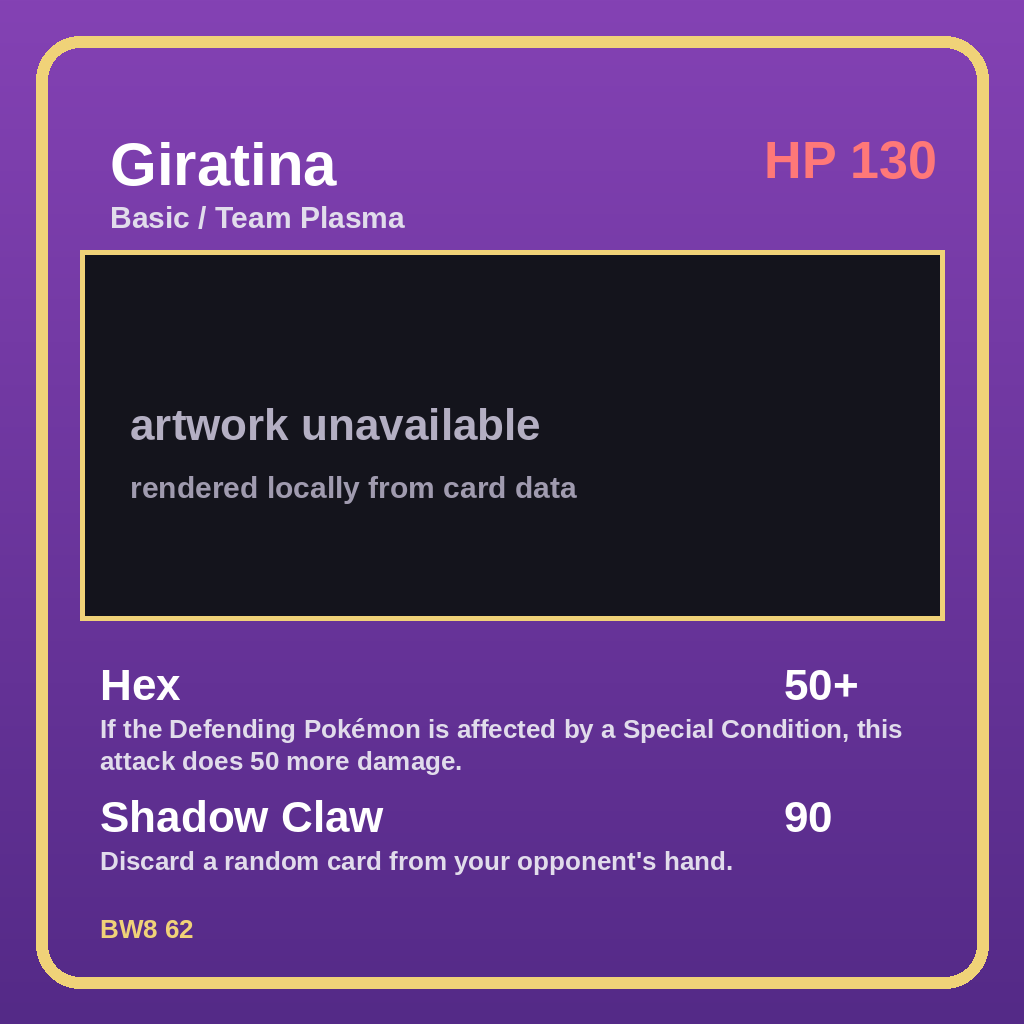 Giratina
HP 130
Basic / Team Plasma
artwork unavailable
rendered locally from card data
Hex
50+
If the Defending Pokémon is affected by a Special Condition, this
attack does 50 more damage.
Shadow Claw
90
Discard a random card from your opponent's hand.
BW8 62